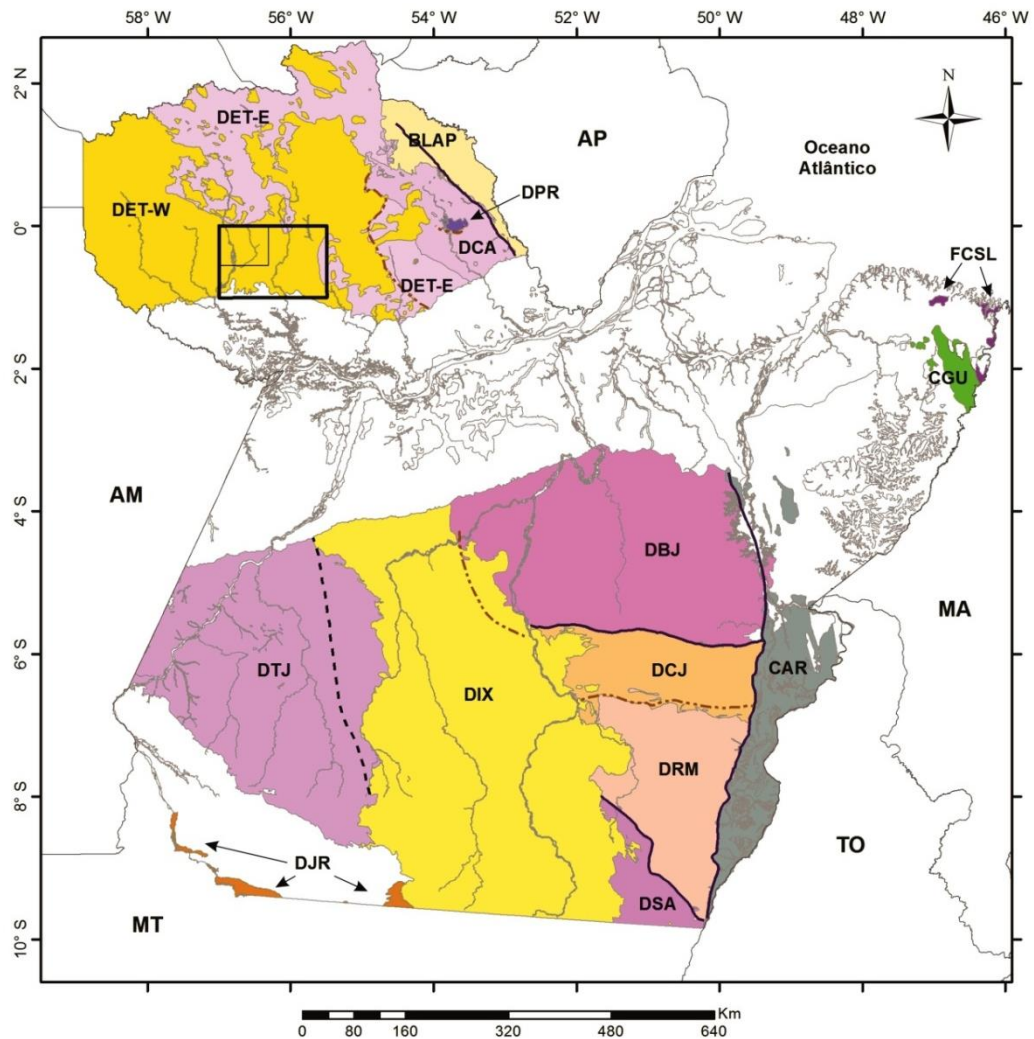 58° W 56° W 54° W 52° W 50° W 48° W 46° W
2° N
0°
2° S
4° S
6° S
8° S
10° S
N
DET-E
BLAP
AP
Oceano
Atlântico
DET-W
DPR
DCA
DET-E
FCSL
CGU
AM
DBJ
MA
DTJ
DIX
DCJ
CAR
DRM
DJR
DSA
TO
MT
Km
0 80 160 320 480 640